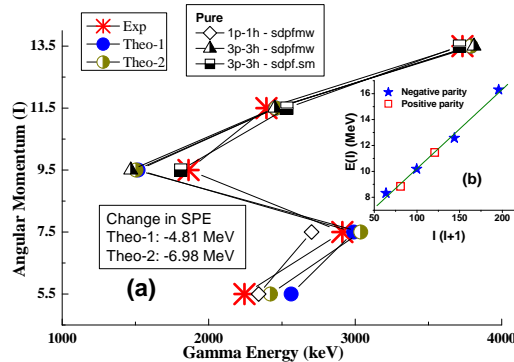 Exp
Theo-1
Theo-2
Pure
1p-1h - sdpfmw
3p-3h - sdpfmw
3p-3h - sdpf.sm
Angular Momentum (I)
13.5
11.5
9.5
7.5
5.5
Change in SPE
Theo-1: -4.81 MeV
Theo-2: -6.98 MeV
(a)
1000
2000
3000
4000
Gamma Energy (keV)
Negative parity
Positive parity
E(I) (MeV)
16
14
12
10
8
(b)
50
100
150
200
I (I+1)